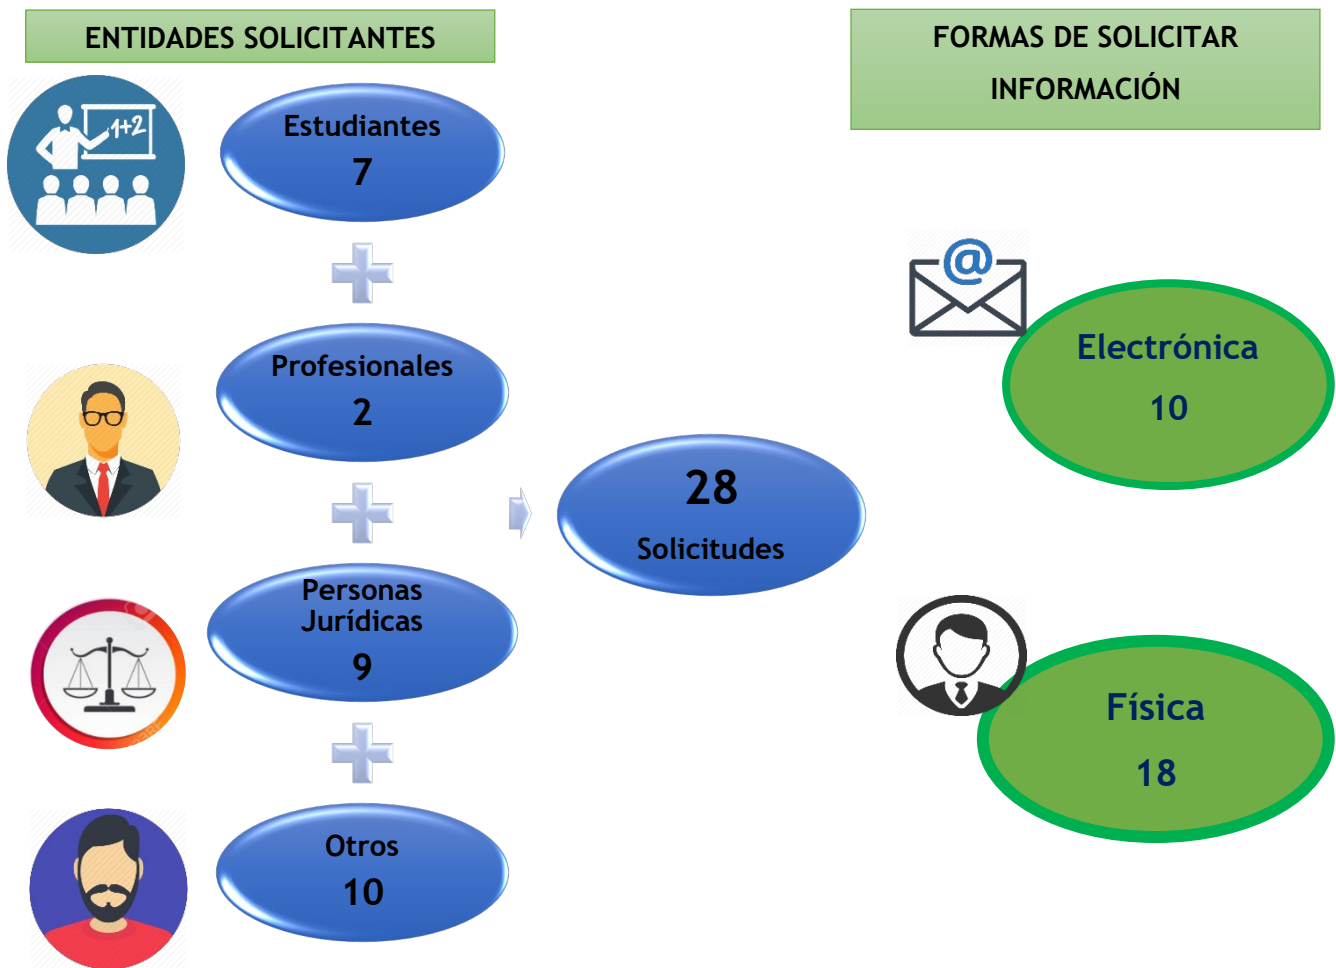 ENTIDADES SOLICITANTES
1+2
Estudiantes
7
Profesionales
2
Personas
Jurídicas
9
Otros
10
28
Solicitudes
FORMAS DE SOLICITAR
INFORMACIÓN
@
Electrónica
10
Física
18